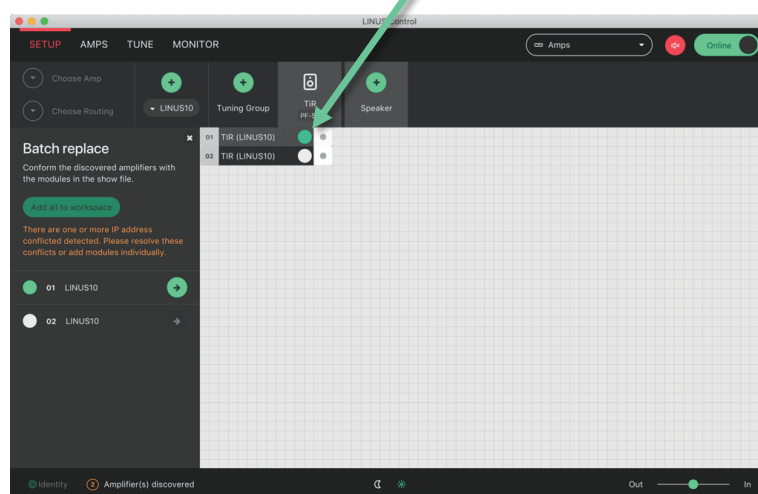 LINUS Control
SETUP AMPS TUNE MONITOR
Amps
Online
Choose Amp
Choose Routing
LINUS10
Tuning Group
TiR
Speaker
01 TIR (LINUS10)
02 TIR (LINUS10)
Batch replace
Conform the discovered amplifiers with
the modules in the show file.
Add all to workspace
There are one or more IP address
conflicted detected. Please resolve these
conflicts or add modules individually.
01 LINUS10
02 LINUS10
Identity
2 Amplifier(s) discovered
Out In